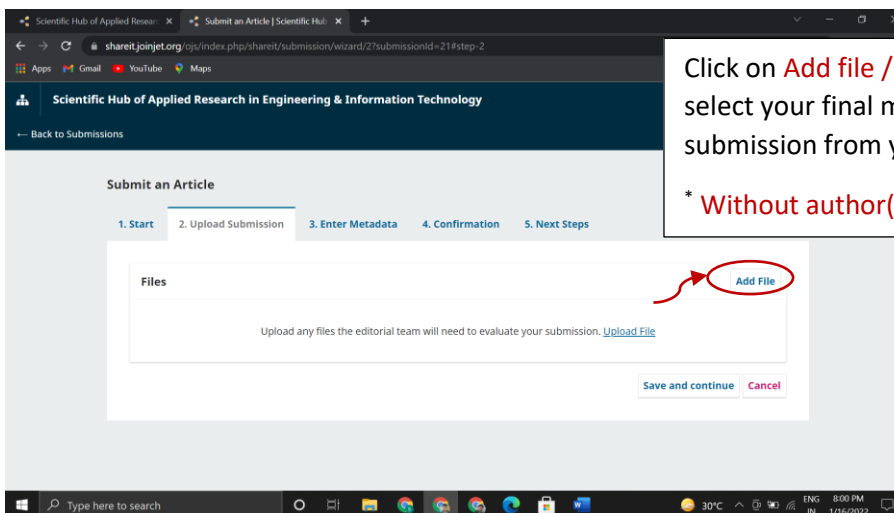 Scientific Hub of Applied Resear
Submit an Article | Scientific Hub
shareit.joinjet.org/ojs/index.php/shareit/submission/wizard/2?submissionId=21#step-2
Apps Gmail YouTube Maps
Click on Add file /
select your final
submission from
* Without author(
Scientific Hub of Applied Research in Engineering & Information Technology
← Back to Submissions
Submit an Article
1. Start 2. Upload Submission 3. Enter Metadata 4. Confirmation 5. Next Steps
Files
Add File
Upload any files the editorial team will need to evaluate your submission. Upload File
Save and continue Cancel
Type here to search
30°C
ENG 8:00 PM
IN 1/16/2022